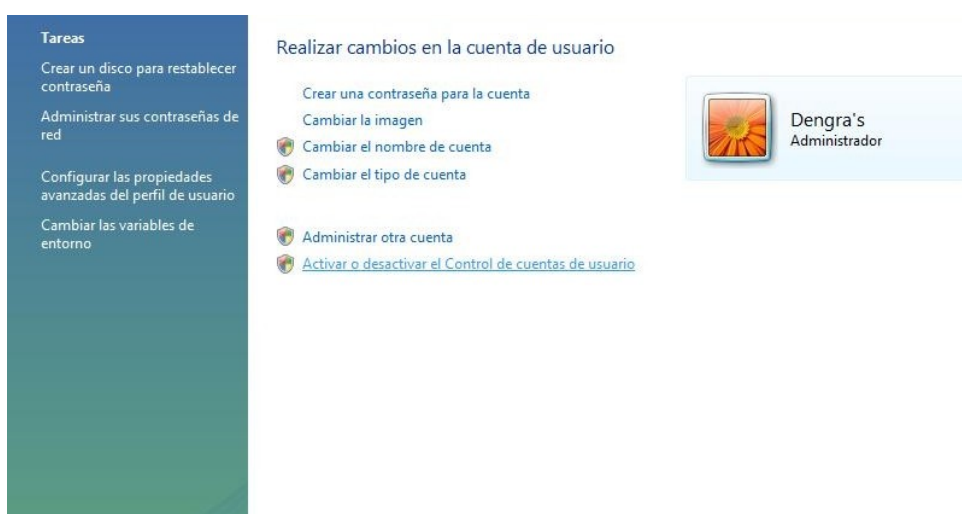 Tareas
Crear un disco para restablecer
contraseña
Administrar sus contraseñas de
red
Configurar las propiedades
avanzadas del perfil de usuario
Cambiar las variables de
entorno
Realizar cambios en la cuenta de usuario
Crear una contraseña para la cuenta
Cambiar la imagen
Cambiar el nombre de cuenta
Cambiar el tipo de cuenta
Administrar otra cuenta
Activar o desactivar el Control de cuentas de usuario
Dengra's
Administrador